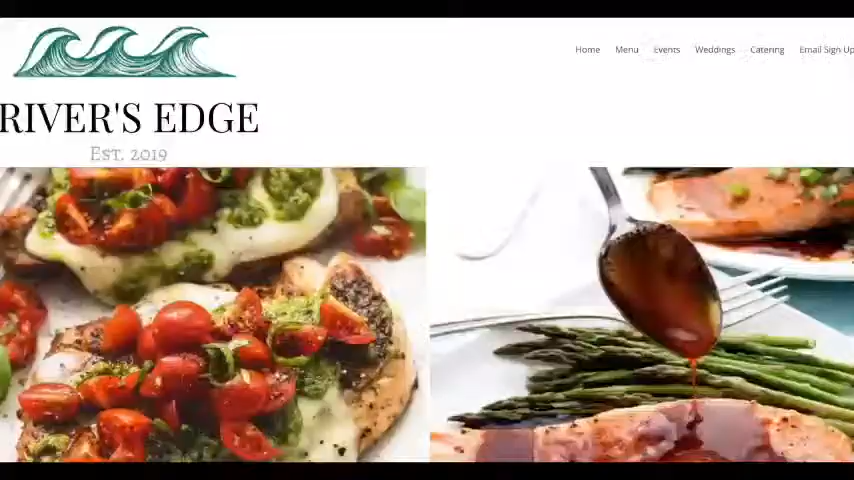 Home Menu Events Weddings Catering Email Sign Up
RIVER'S EDGE
Est. 2019